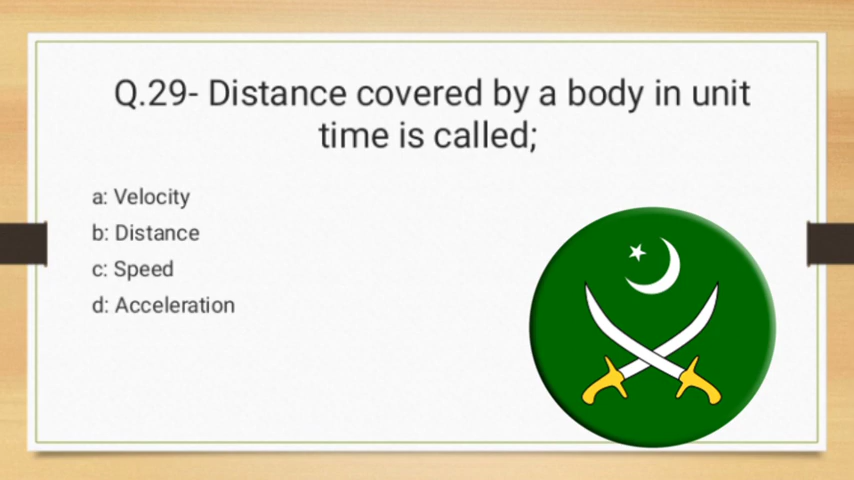 Q.29- Distance covered by a body in unit
time is called;
a: Velocity
b: Distance
c: Speed
d: Acceleration